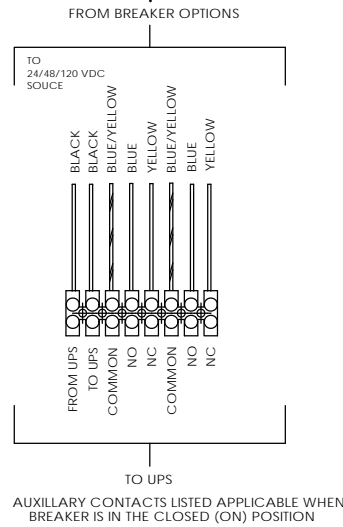 FROM BREAKER OPTIONS
TO
24/48/120 VDC
SOUCE
BLACK
BLACK
BLUE/YELLOW
BLUE
YELLOW
BLUE/YELLOW
BLUE
YELLOW
FROM UPS
TO UPS
COMMON
NO
NC
COMMON
NO
NC
TO UPS
AUXILLARY CONTACTS LISTED APPLICABLE WHEN
BREAKER IS IN THE CLOSED (ON) POSITION